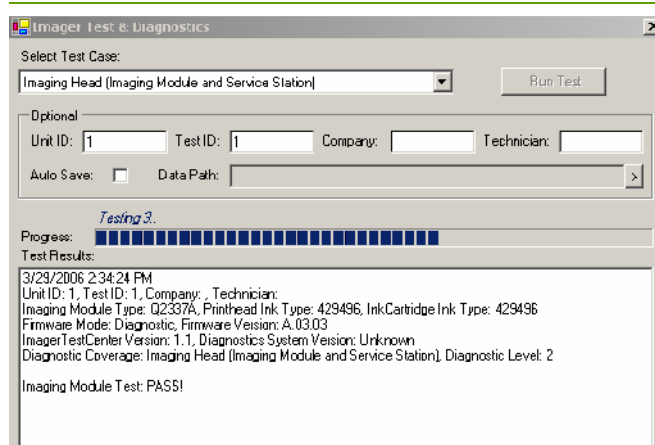 Imager Test & Diagnostics
Select Test Case:
Imaging Head (Imaging Module and Service Station)
Run Test
Optional
Unit ID: 1 Test ID: 1 Company: Technician:
Auto Save: Data Path: >
Testing 3..
Progress:
Test Results:
3/29/2006 2:34:24 PM
Unit ID: 1, Test ID: 1, Company: , Technician:
Imaging Module Type: Q2337A, Printhead Ink Type: 429496, InkCartridge Ink Type: 429496
Firmware Mode: Diagnostic, Firmware Version: A.03.03
ImagerTestCenter Version: 1.1, Diagnostics System Version: Unknown
Diagnostic Coverage: Imaging Head (Imaging Module and Service Station), Diagnostic Level: 2
Imaging Module Test: PASS!